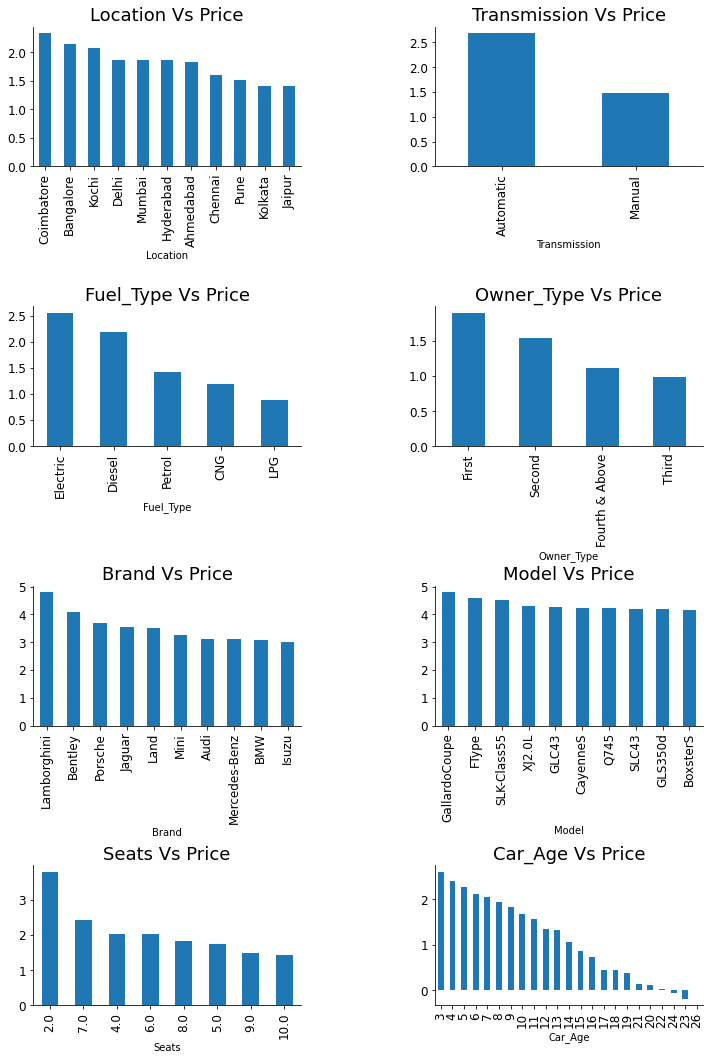 Location Vs Price
2.0
1.5
1.0
0.5
0.0
Coimbatore
Bangalore
Kochi
Delhi
Mumbai
Hyderabad
Ahmedabad
Chennai
Pune
Kolkata
Jaipur
Location
Transmission Vs Price
2.5
2.0
1.5
1.0
0.5
0.0
Automatic
Manual
Transmission
Fuel_Type Vs Price
2.5
2.0
1.5
1.0
0.5
0.0
Electric
Diesel
Petrol
CNG
LPG
Fuel_Type
Owner_Type Vs Price
1.5
1.0
0.5
0.0
First
Second
Fourth & Above
Third
Owner_Type
Brand Vs Price
5
4
3
2
1
0
Lamborghini
Bentley
Porsche
Jaguar
Land
Mini
Audi
Mercedes-Benz
BMW
Isuzu
Brand
Model Vs Price
5
4
3
2
1
0
GallardoCoupe
FType
SLK-Class55
XJ2.0L
GLC43
CayenneS
Q745
SLC43
GLS350d
BoxsterS
Model
Seats Vs Price
3
2
1
0
2.0
7.0
4.0
6.0
8.0
5.0
9.0
10.0
Seats
Car_Age Vs Price
2
1
0
3
4
5
6
7
8
9
10
11
12
13
14
15
16
17
18
19
21
20
22
24
23
26
Car_Age